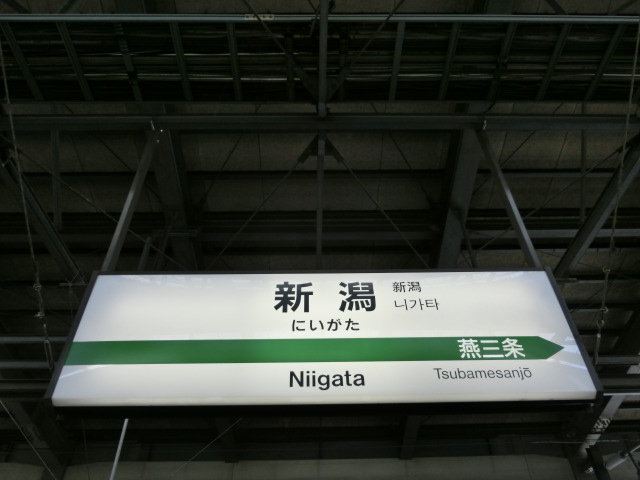 新潟
新潟
니가타
にいがた
燕三条
Niigata
Tsubamesanjō